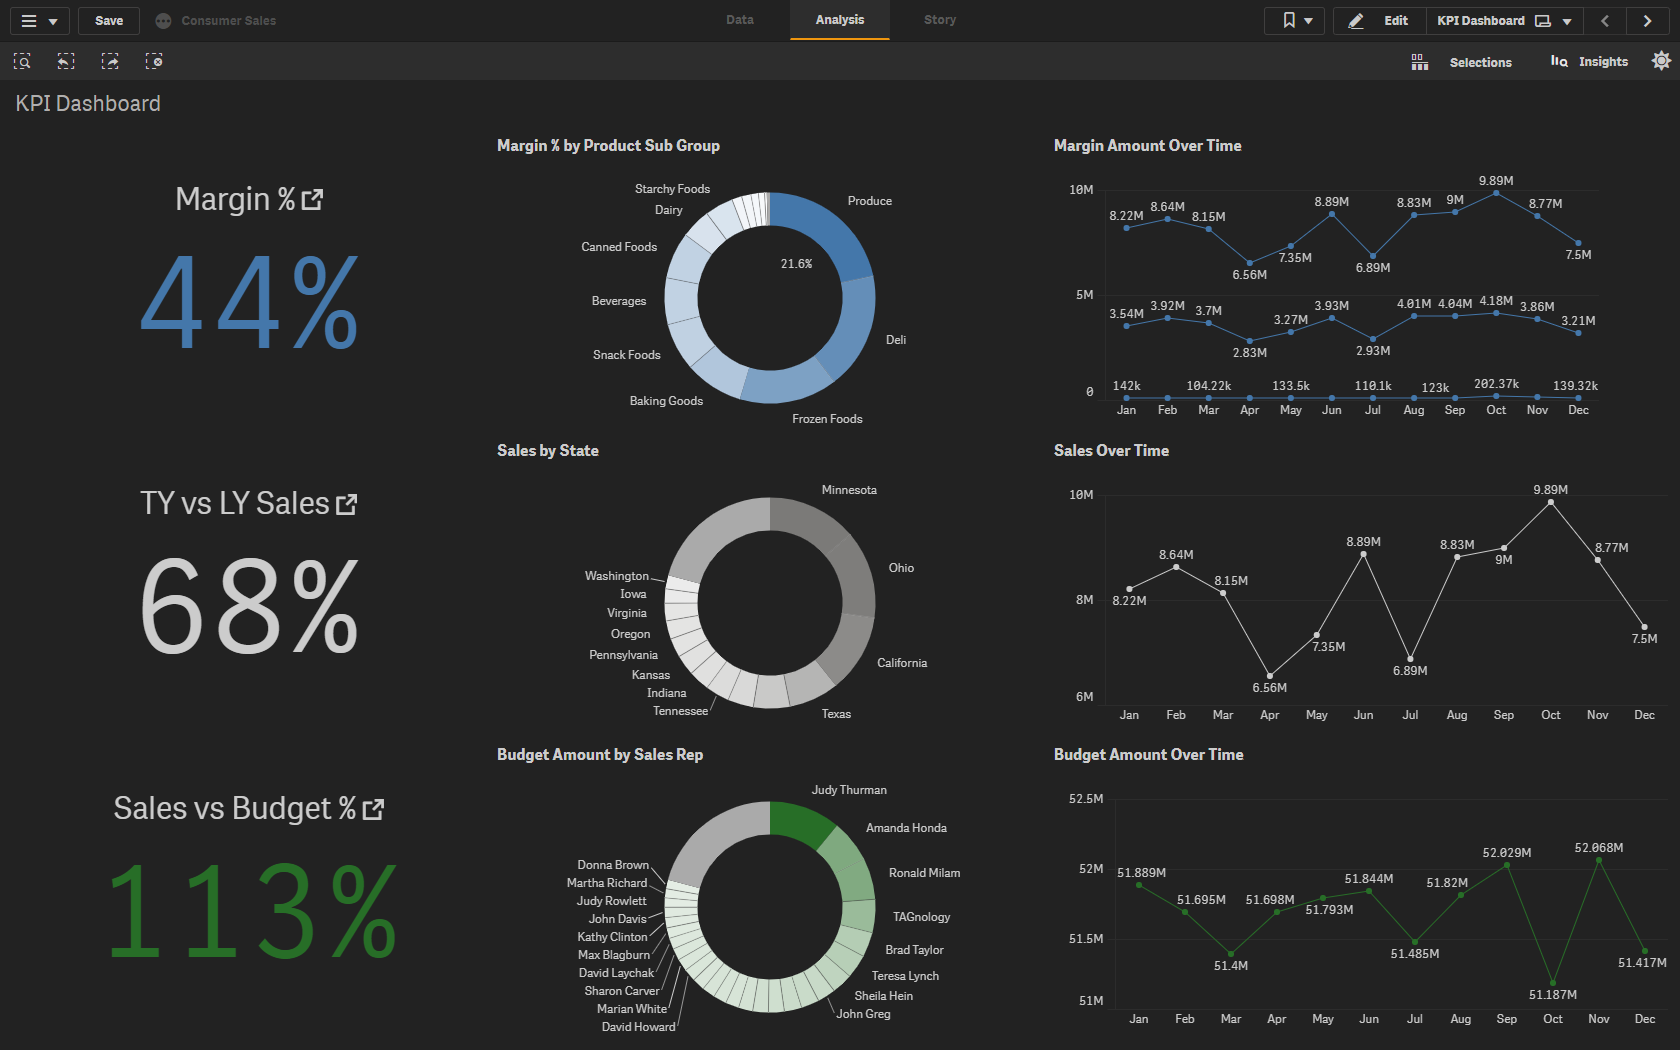 Save
Consumer Sales
Data
Analysis
Story
Edit
KPI Dashboard
Selections
Insights
KPI Dashboard
Margin %
44%
Margin % by Product Sub Group
Starchy Foods
Dairy
Canned Foods
Beverages
Snack Foods
Baking Goods
Produce
21.6%
Deli
Frozen Foods
Margin Amount Over Time
10M
5M
0
8.22M 8.64M 8.15M 6.56M 7.35M 8.89M 6.89M 8.83M 9M 9.89M 8.77M 7.5M
3.54M 3.92M 3.7M 2.83M 3.27M 3.93M 2.93M 4.01M 4.04M 4.18M 3.86M 3.21M
142k 104.22k 133.5k 110.1k 123k 202.37k 139.32k
Jan Feb Mar Apr May Jun Jul Aug Sep Oct Nov Dec
TY vs LY Sales
68%
Sales by State
Minnesota
Ohio
California
Texas
Washington
Iowa
Virginia
Oregon
Pennsylvania
Kansas
Indiana
Tennessee
Sales Over Time
10M
8M
6M
8.22M 8.64M 8.15M 6.56M 7.35M 8.89M 6.89M 8.83M 9M 9.89M 8.77M 7.5M
Jan Feb Mar Apr May Jun Jul Aug Sep Oct Nov Dec
Sales vs Budget %
113%
Budget Amount by Sales Rep
Judy Thurman
Amanda Honda
Ronald Milam
TAGnology
Brad Taylor
Teresa Lynch
Sheila Hein
John Greg
Donna Brown
Martha Richard
Judy Rowlett
John Davis
Kathy Clinton
Max Blagburn
David Laychak
Sharon Carver
Marian White
David Howard
Budget Amount Over Time
52.5M
52M
51.5M
51M
51.889M 51.695M 51.4M 51.698M 51.793M 51.844M 51.485M 51.82M 52.029M 51.187M 52.068M 51.417M
Jan Feb Mar Apr May Jun Jul Aug Sep Oct Nov Dec